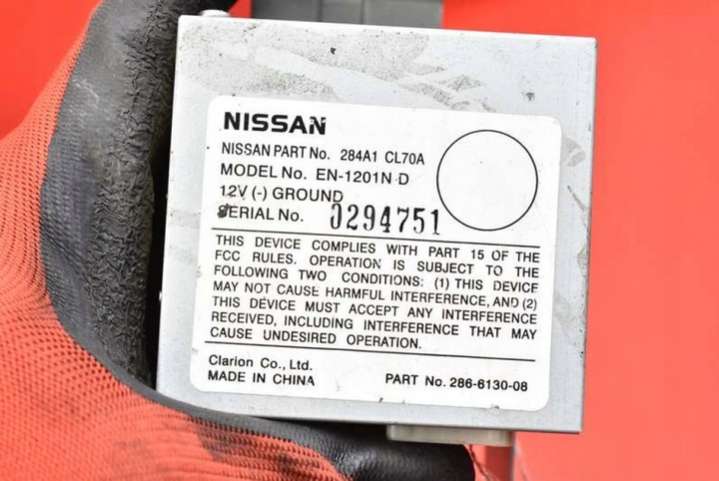 NISSAN
NISSAN PART No. 284A1 CL70A
MODEL No. EN-1201N D
12V (-) GROUND
SERIAL No. 0294751
THIS DEVICE COMPLIES WITH PART 15 OF THE
FCC RULES. OPERATION IS SUBJECT TO THE
FOLLOWING TWO CONDITIONS: (1) THIS DEVICE
MAY NOT CAUSE HARMFUL INTERFERENCE, AND (2)
THIS DEVICE MUST ACCEPT ANY INTERFERENCE
RECEIVED, INCLUDING INTERFERENCE THAT MAY
CAUSE UNDESIRED OPERATION.
Clarion Co., Ltd.
MADE IN CHINA PART No. 286-6130-08